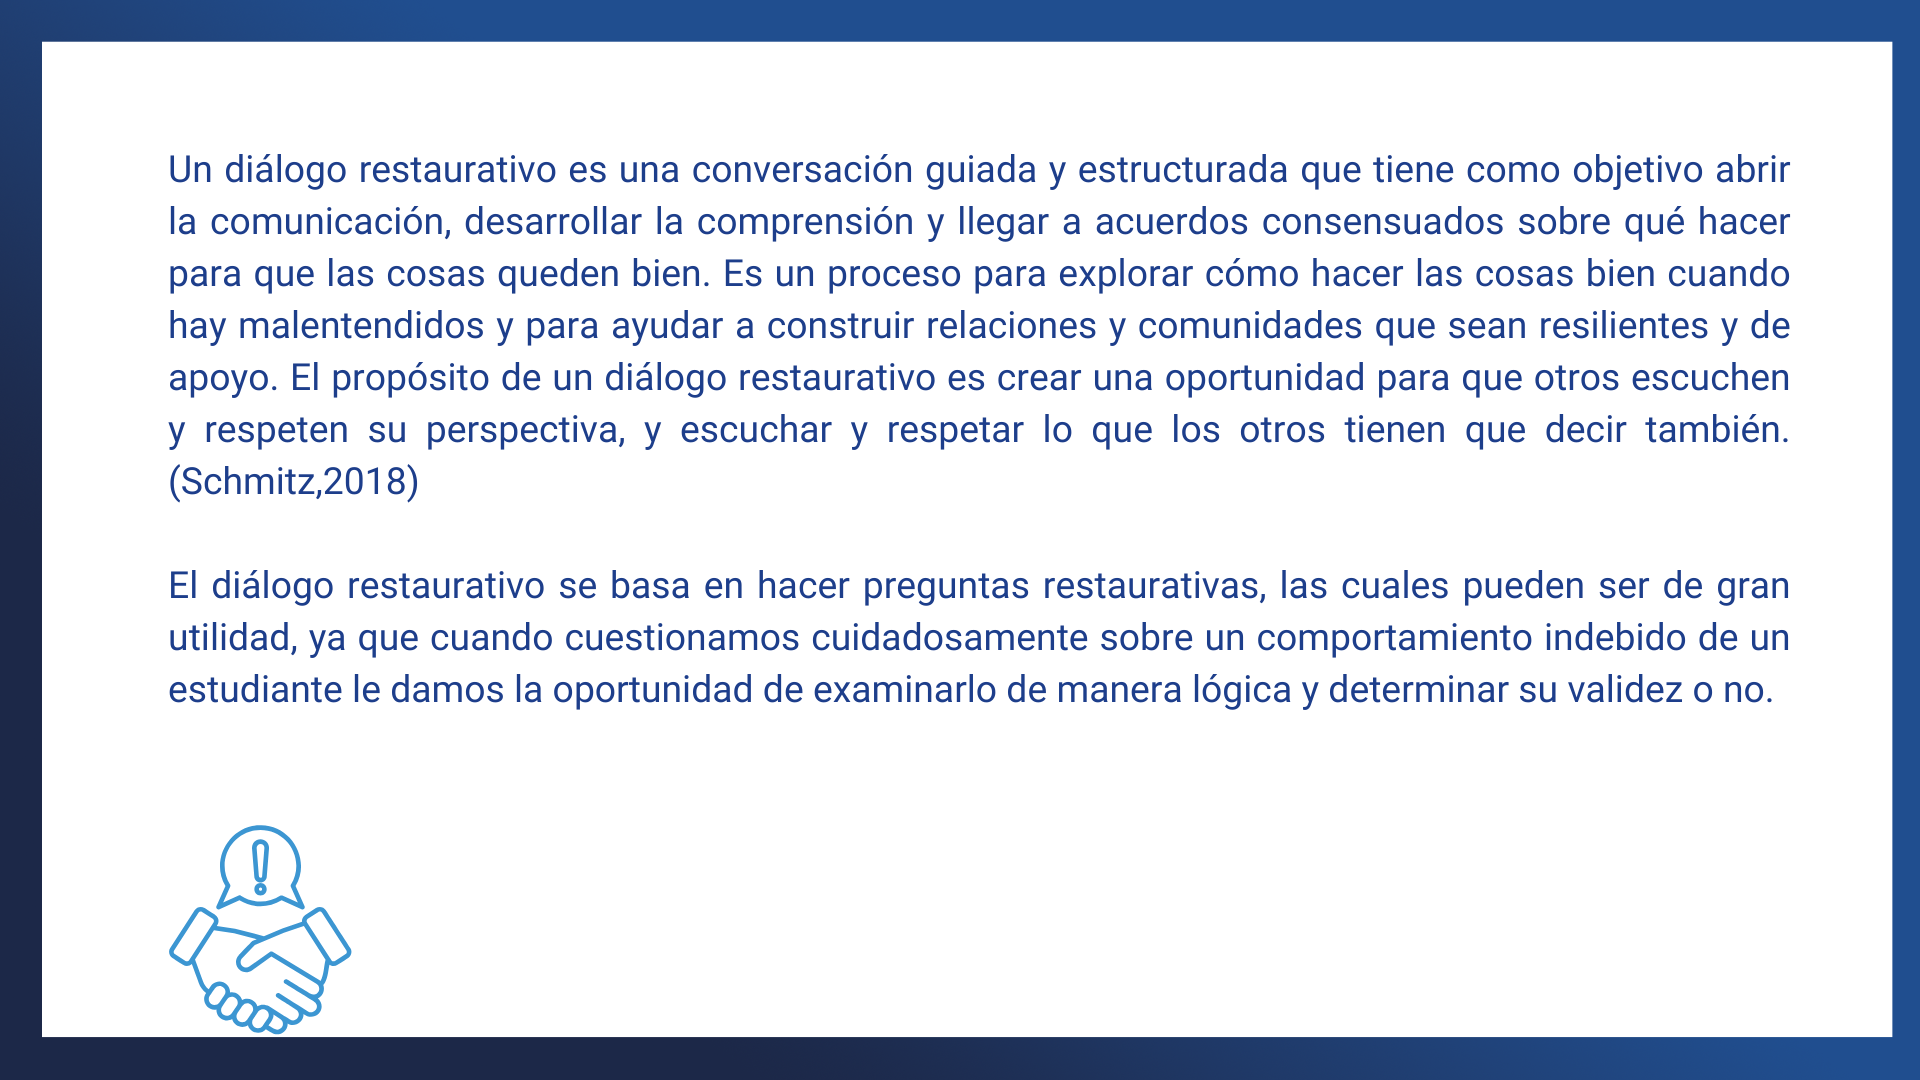 Un diálogo restaurativo es una conversación guiada y estructurada que tiene como objetivo abrir
la comunicación, desarrollar la comprensión y llegar a acuerdos consensuados sobre qué hacer
para que las cosas queden bien. Es un proceso para explorar cómo hacer las cosas bien cuando
hay malentendidos y para ayudar a construir relaciones y comunidades que sean resilientes y de
apoyo. El propósito de un diálogo restaurativo es crear una oportunidad para que otros escuchen
y respeten su perspectiva, y escuchar y respetar lo que los otros tienen que decir también.
(Schmitz,2018)
El diálogo restaurativo se basa en hacer preguntas restaurativas, las cuales pueden ser de gran
utilidad, ya que cuando cuestionamos cuidadosamente sobre un comportamiento indebido de un
estudiante le damos la oportunidad de examinarlo de manera lógica y determinar su validez o no.